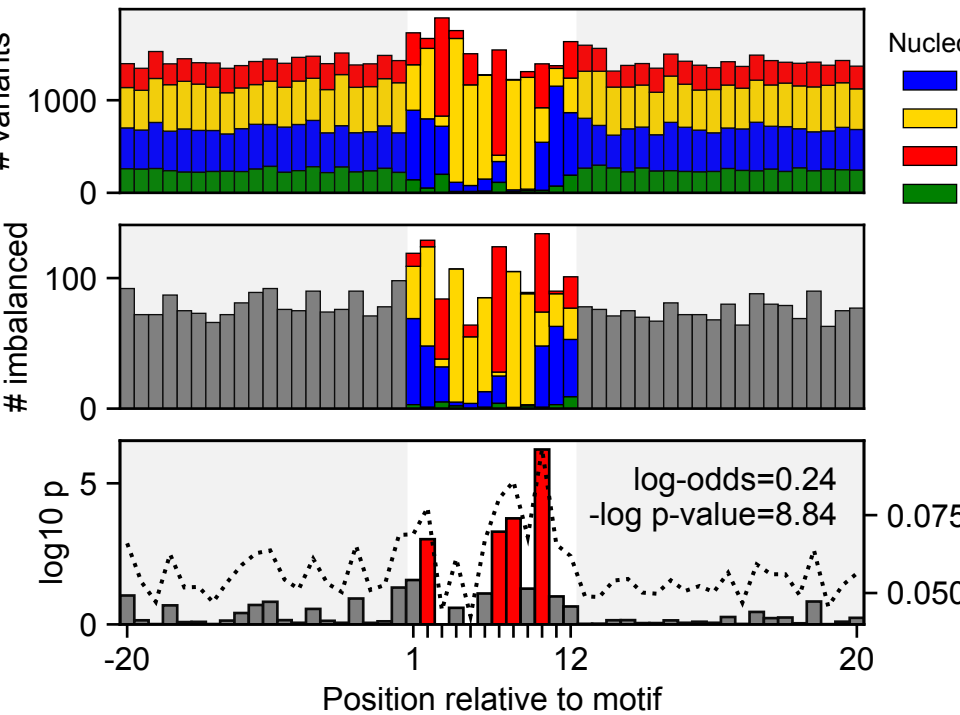 # variants
1000
0
Nucleo
# imbalanced
100
0
log10 p
5
0
log-odds=0.24
-log p-value=8.84
0.075
0.050
-20
1
12
20
Position relative to motif